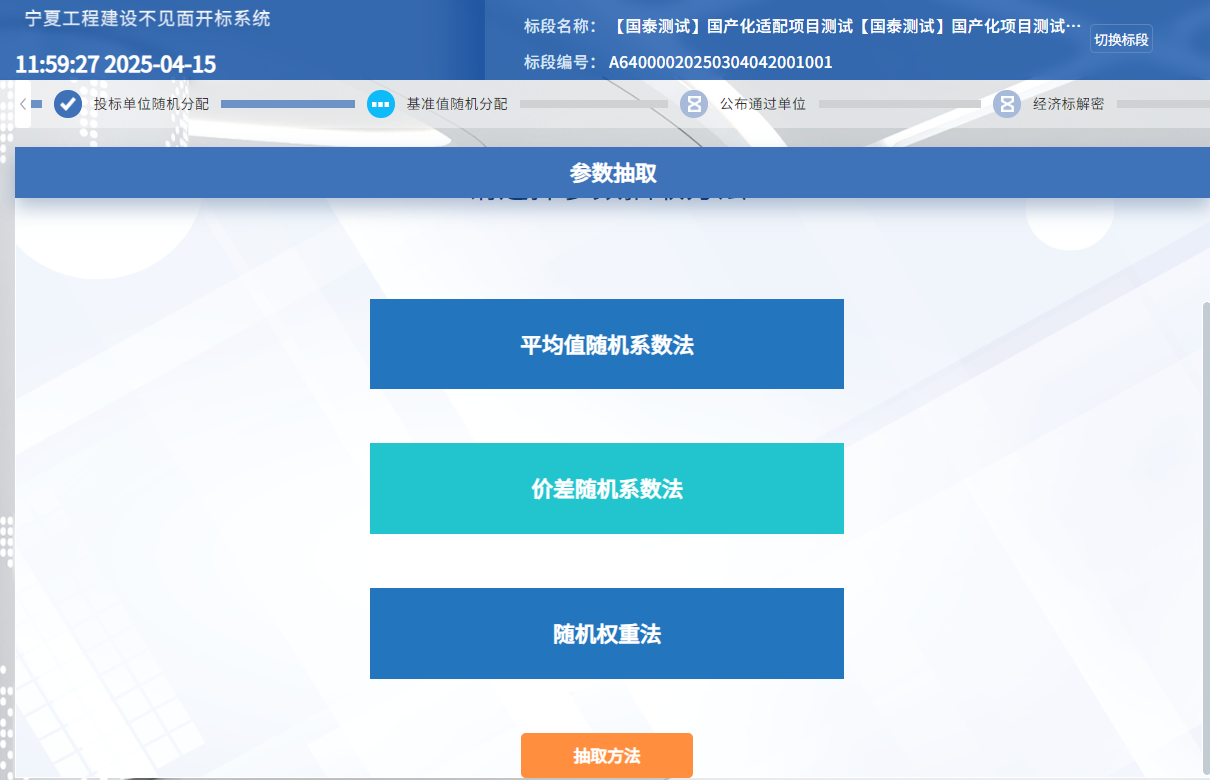 宁夏工程建设不见面开标系统
11:59:27 2025-04-15
标段名称： 【国泰测试】国产化适配项目测试【国泰测试】国产化项目测试…
切换标段
标段编号： A64000020250304042001001
投标单位随机分配
基准值随机分配
公布通过单位
经济标解密
参数抽取
平均值随机系数法
价差随机系数法
随机权重法
抽取方法